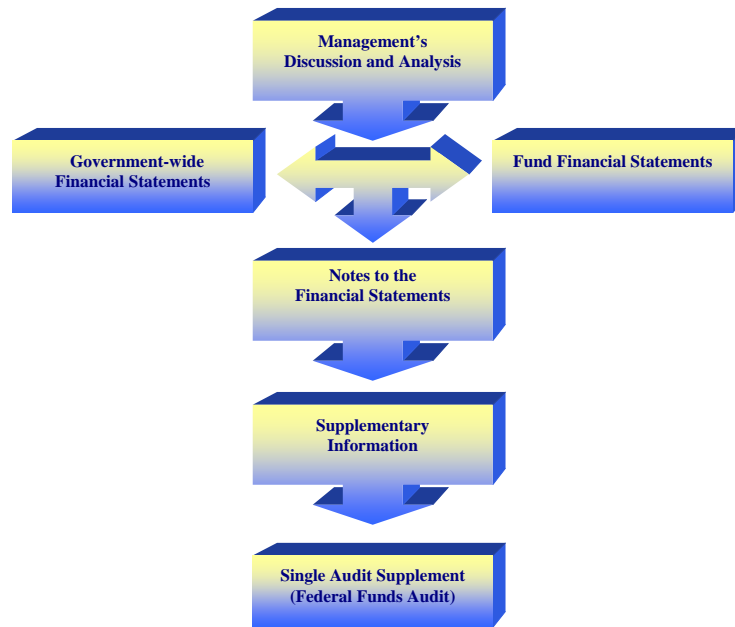 Management’s
Discussion and Analysis
Government-wide
Financial Statements
Fund Financial Statements
Notes to the
Financial Statements
Supplementary
Information
Single Audit Supplement
(Federal Funds Audit)